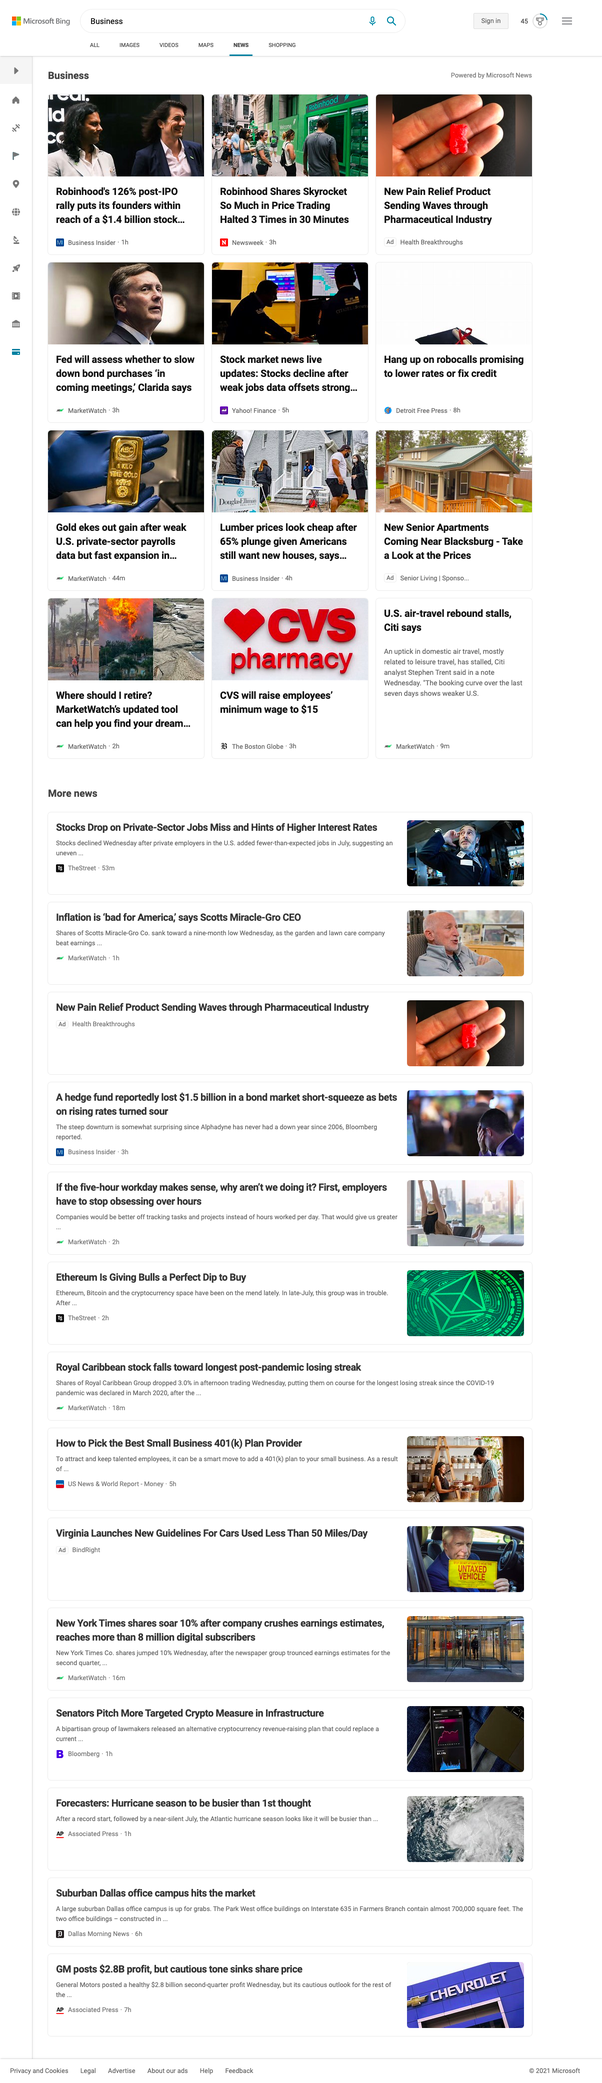 Microsoft Bing
Business
Sign in
45
ALL
IMAGES
VIDEOS
MAPS
NEWS
SHOPPING
Business
Powered by Microsoft News
Robinhood's 126% post-IPO
rally puts its founders within
reach of a $1.4 billion stock...
Business Insider · 1h
Robinhood
Robinhood Shares Skyrocket
So Much in Price Trading
Halted 3 Times in 30 Minutes
Newsweek · 3h
New Pain Relief Product
Sending Waves through
Pharmaceutical Industry
Ad Health Breakthroughs
Fed will assess whether to slow
down bond purchases ‘in
coming meetings,’ Clarida says
MarketWatch · 3h
Stock market news live
updates: Stocks decline after
weak jobs data offsets strong...
Yahoo! Finance · 5h
Hang up on robocalls promising
to lower rates or fix credit
Detroit Free Press · 8h
Gold ekes out gain after weak
U.S. private-sector payrolls
data but fast expansion in...
MarketWatch · 44m
Lumber prices look cheap after
65% plunge given Americans
still want new houses, says...
Business Insider · 4h
New Senior Apartments
Coming Near Blacksburg - Take
a Look at the Prices
Ad Senior Living | Sponso...
Where should I retire?
MarketWatch’s updated tool
can help you find your dream...
MarketWatch · 2h
CVS
pharmacy
CVS will raise employees’
minimum wage to $15
The Boston Globe · 3h
U.S. air-travel rebound stalls,
Citi says
An uptick in domestic air travel, mostly
related to leisure travel, has stalled, Citi
analyst Stephen Trent said in a note
Wednesday. "The booking curve over the last
seven days shows weaker U.S.
MarketWatch · 9m
More news
Stocks Drop on Private-Sector Jobs Miss and Hints of Higher Interest Rates
Stocks declined Wednesday after private employers in the U.S. added fewer-than-expected jobs in July, suggesting an
uneven ...
TheStreet · 53m
Inflation is ‘bad for America,’ says Scotts Miracle-Gro CEO
Shares of Scotts Miracle-Gro Co. sank toward a nine-month low Wednesday, as the garden and lawn care company
beat earnings ...
MarketWatch · 1h
New Pain Relief Product Sending Waves through Pharmaceutical Industry
Ad Health Breakthroughs
A hedge fund reportedly lost $1.5 billion in a bond market short-squeeze as bets
on rising rates turned sour
The steep downturn is somewhat surprising since Alphadyne has never had a down year since 2006, Bloomberg
reported.
Business Insider · 3h
If the five-hour workday makes sense, why aren’t we doing it? First, employers
have to stop obsessing over hours
Companies would be better off tracking tasks and projects instead of hours worked per day. That would give us greater
...
MarketWatch · 2h
Ethereum Is Giving Bulls a Perfect Dip to Buy
Ethereum, Bitcoin and the cryptocurrency space have been on the mend lately. In late-July, this group was in trouble.
After ...
TheStreet · 2h
Royal Caribbean stock falls toward longest post-pandemic losing streak
Shares of Royal Caribbean Group dropped 3.0% in afternoon trading Wednesday, putting them on course for the longest losing streak since the COVID-19
pandemic was declared in March 2020, after the ...
MarketWatch · 18m
How to Pick the Best Small Business 401(k) Plan Provider
To attract and keep talented employees, it can be a smart move to add a 401(k) plan to your small business. As a result
of ...
US News & World Report - Money · 5h
Virginia Launches New Guidelines For Cars Used Less Than 50 Miles/Day
Ad BindRight
UNTAXED
VEHICLE
New York Times shares soar 10% after company crushes earnings estimates,
reaches more than 8 million digital subscribers
New York Times Co. shares jumped 10% Wednesday, after the newspaper group trounced earnings estimates for the
second quarter, ...
MarketWatch · 16m
Senators Pitch More Targeted Crypto Measure in Infrastructure
A bipartisan group of lawmakers released an alternative cryptocurrency revenue-raising plan that could replace a
current ...
Bloomberg · 1h
Forecasters: Hurricane season to be busier than 1st thought
After a record start, followed by a near-silent July, the Atlantic hurricane season looks like it will be busier than ...
Associated Press · 1h
Suburban Dallas office campus hits the market
A large suburban Dallas office campus is up for grabs. The Park West office buildings on Interstate 635 in Farmers Branch contain almost 700,000 square feet. The
two office buildings – constructed in ...
Dallas Morning News · 6h
GM posts $2.8B profit, but cautious tone sinks share price
General Motors posted a healthy $2.8 billion second-quarter profit Wednesday, but its cautious outlook for the rest of
the ...
Associated Press · 7h
CHEVROLET
Privacy and Cookies
Legal
Advertise
About our ads
Help
Feedback
© 2021 Microsoft